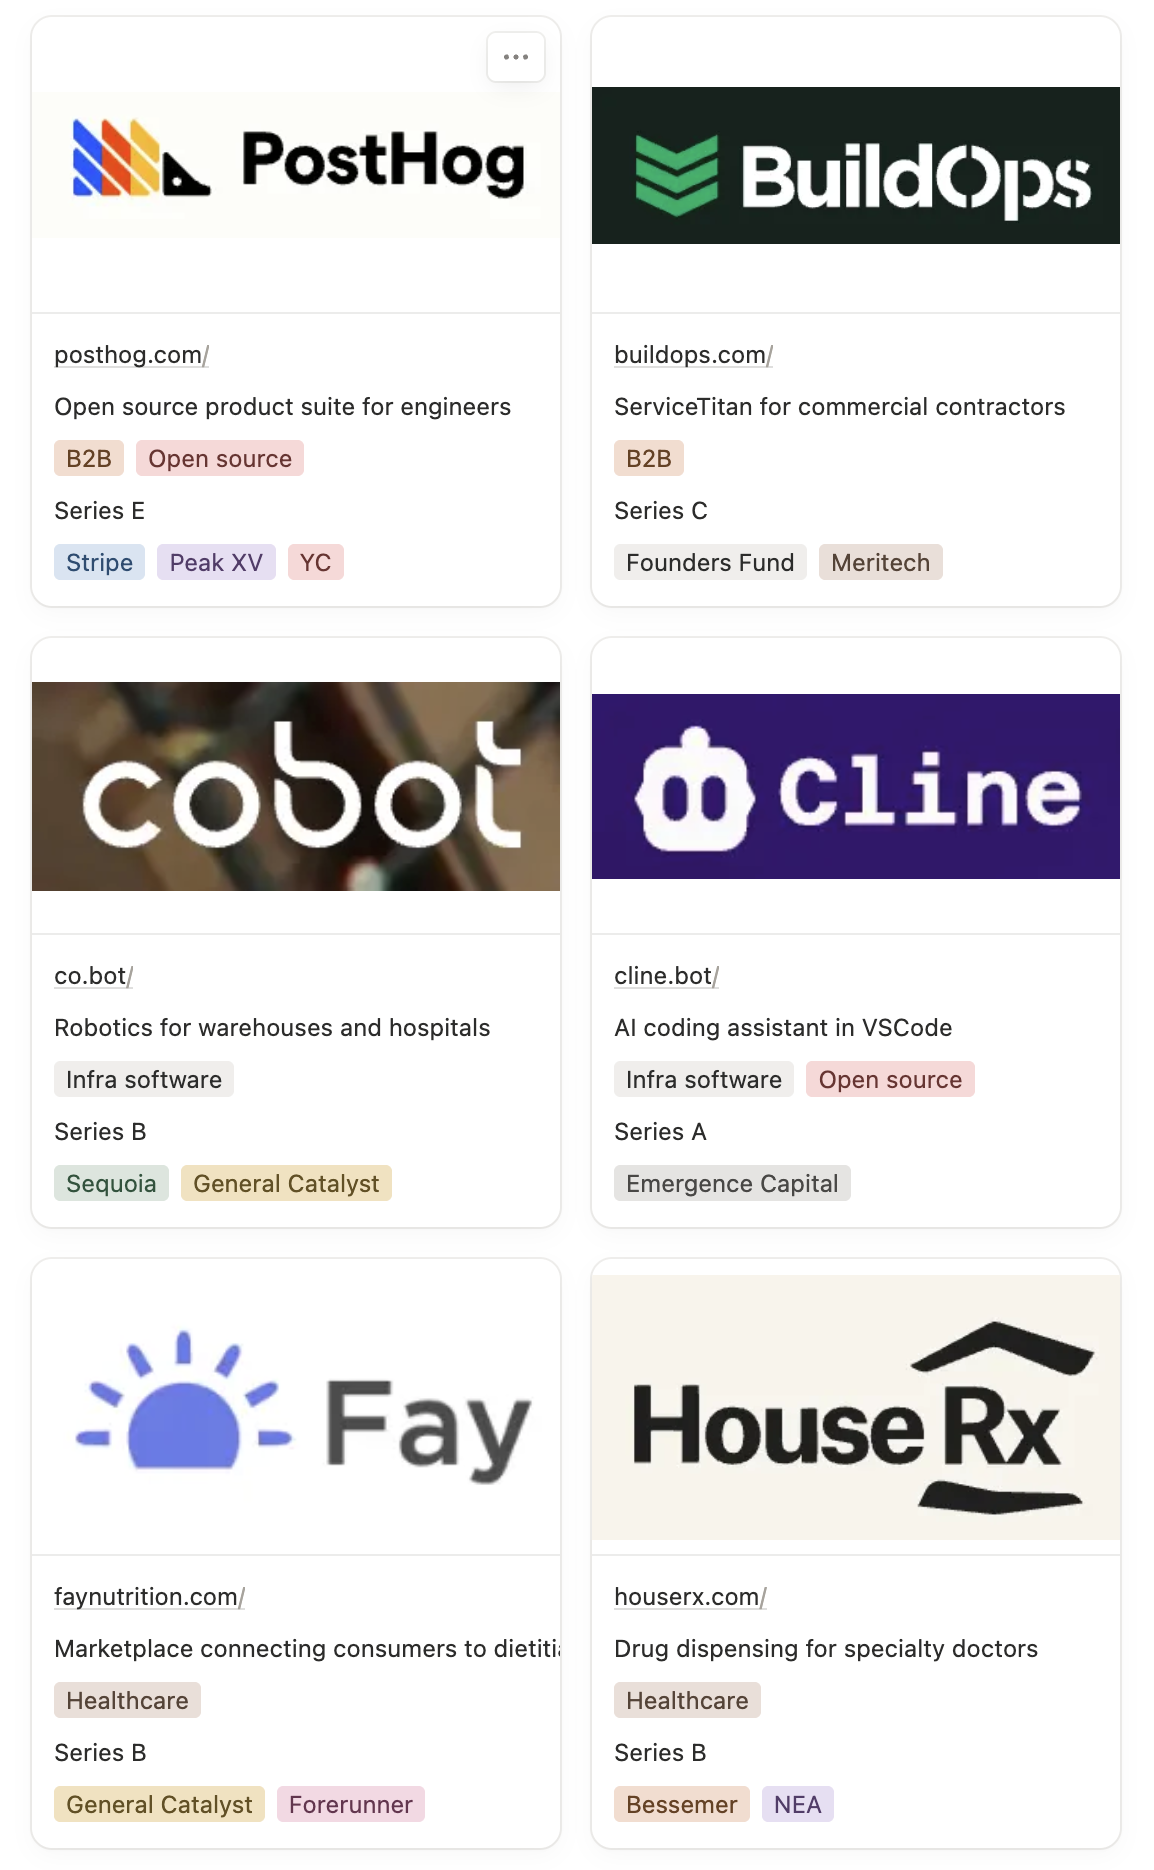 PostHog
posthog.com/
Open source product suite for engineers
B2B Open source
Series E
Stripe Peak XV YC
BuildOps
buildops.com/
ServiceTitan for commercial contractors
B2B
Series C
Founders Fund Meritech
cobot
co.bot/
Robotics for warehouses and hospitals
Infra software
Series B
Sequoia General Catalyst
Cline
cline.bot/
AI coding assistant in VSCode
Infra software Open source
Series A
Emergence Capital
Fay
faynutrition.com/
Marketplace connecting consumers to dietiti
Healthcare
Series B
General Catalyst Forerunner
House Rx
houserx.com/
Drug dispensing for specialty doctors
Healthcare
Series B
Bessemer NEA